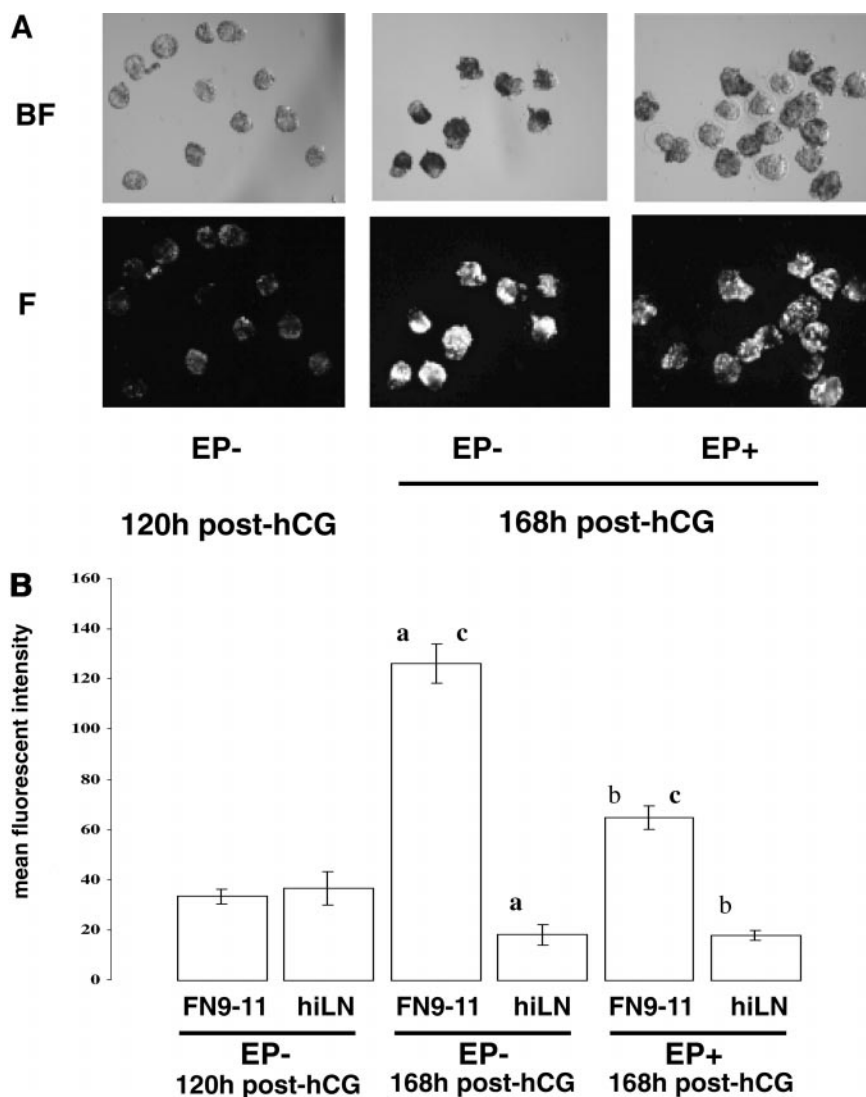 A
BF
F
EP- EP- EP+
120h post-hCG 168h post-hCG
B
mean fluorescent intensity
160
140
120
100
80
60
40
20
0
a c
a
b c
b
FN9-11 hiLN FN9-11 hiLN FN9-11 hiLN
EP- EP- EP+
120h post-hCG 168h post-hCG 168h post-hCG